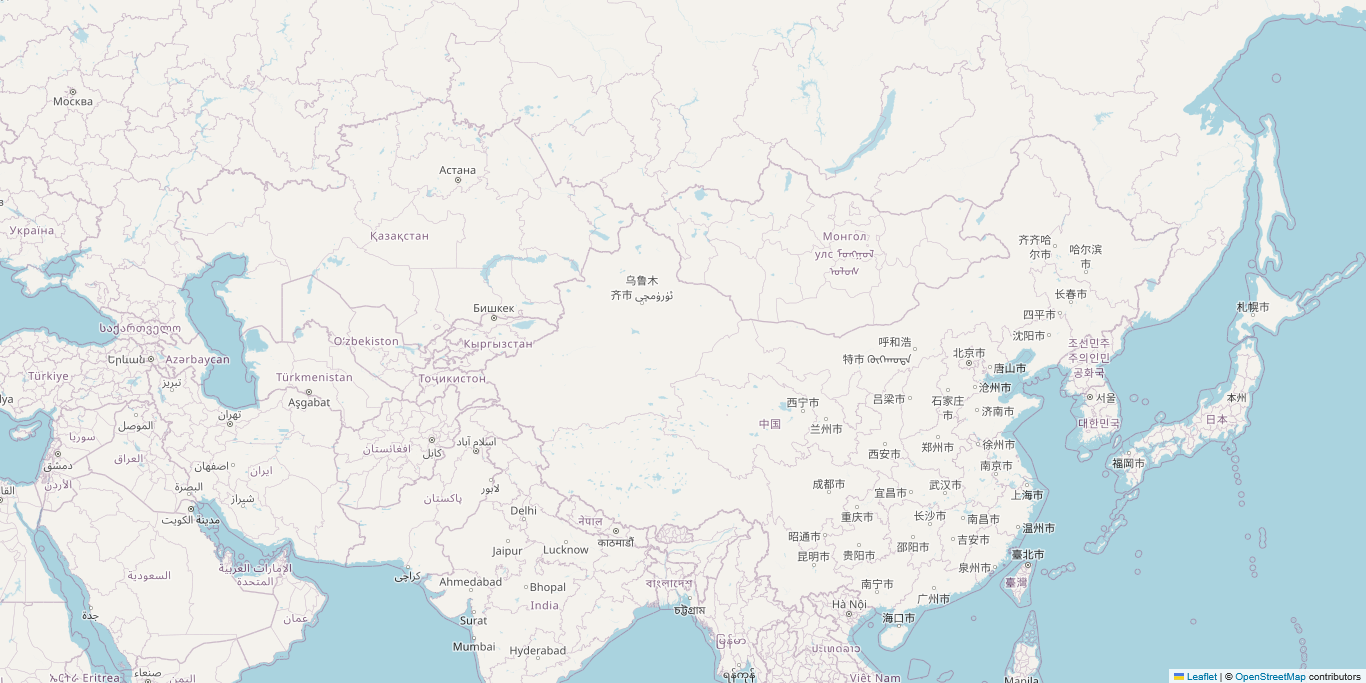 Москва
Астана
Україна
Қазақстан
Монгол
улс
齐齐哈
尔市
哈尔滨
市
乌鲁木
齐市 ئۈرۈمچى
长春市
Бишкек
四平市
札幌市
საქართველო
沈阳市
O'zbekiston
Кыргызстан
呼和浩
特市
조선민주
주의인민
공화국
北京市
Երևան
Azərbaycan
唐山市
Türkiye
تبریز
Türkmenistan
Тоҷикистон
沧州市
Aşgabat
吕梁市
石家庄
市
서울
本州
西宁市
济南市
تهران
الموصل
中国
兰州市
대한민국
日本
سوريا
کابل
اسلام آباد
افغانستان
郑州市
徐州市
العراق
西安市
دمشق
اصفهان
ایران
南京市
福岡市
الأردن
البصرة
لاہور
成都市
宜昌市
武汉市
上海市
شیراز
پاکستان
Delhi
नेपाल
重庆市
长沙市
南昌市
مدينة الكويت
温州市
काठमाडौं
昭通市
吉安市
Jaipur
Lucknow
邵阳市
昆明市
贵阳市
臺北市
الإمارات العربية
المتحدة
泉州市
السعودية
کراچی
Ahmedabad
Bhopal
বাংলাদেশ
南宁市
臺灣
India
广州市
Hà Nội
চট্টগ্রাম
جدة
عمان
Surat
海口市
Mumbai
Hyderabad
ປະເທດລາວ
صنعاء
Eritrea
اليمن
Việt Nam
Manila
Leaflet | © OpenStreetMap contributors